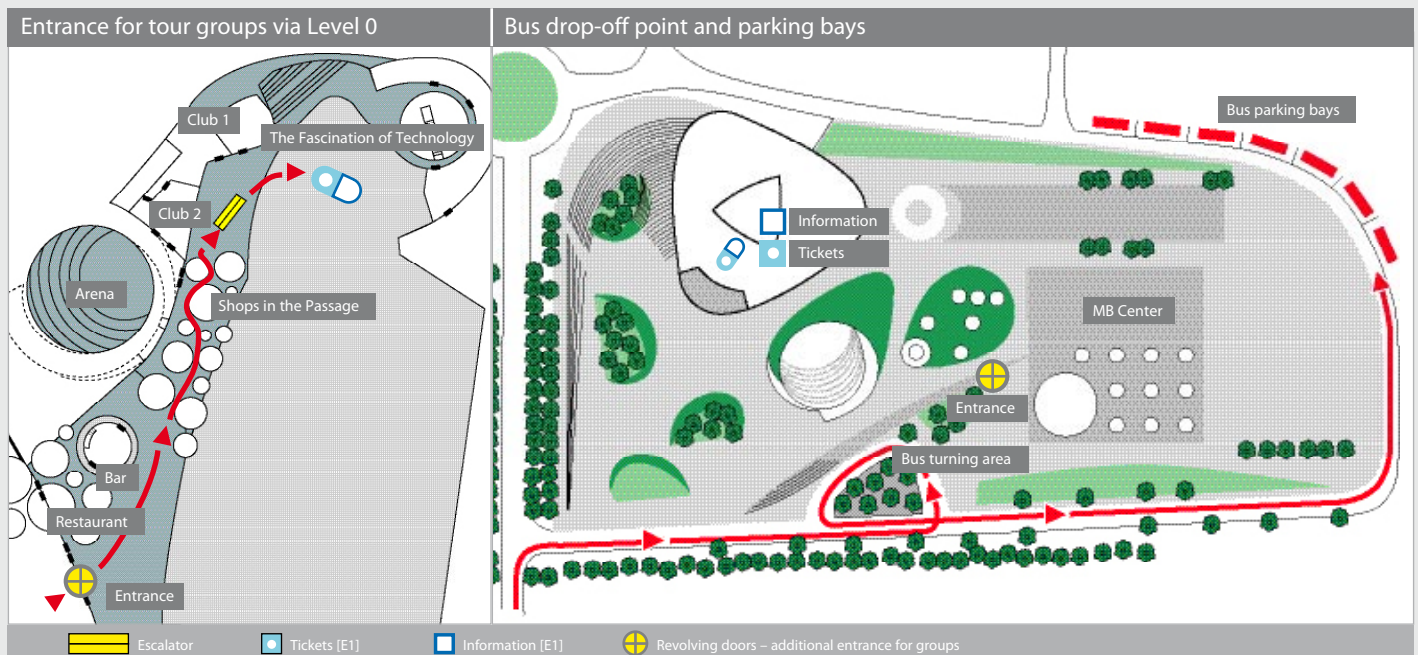 Entrance for tour groups via Level 0
Club 1
The Fascination of Technology
Club 2
Arena
Shops in the Passage
Bar
Restaurant
Entrance
Bus drop-off point and parking bays
Bus parking bays
Information
Tickets
MB Center
Entrance
Bus turning area
Escalator
Tickets [E1]
Information [E1]
Revolving doors – additional entrance for groups